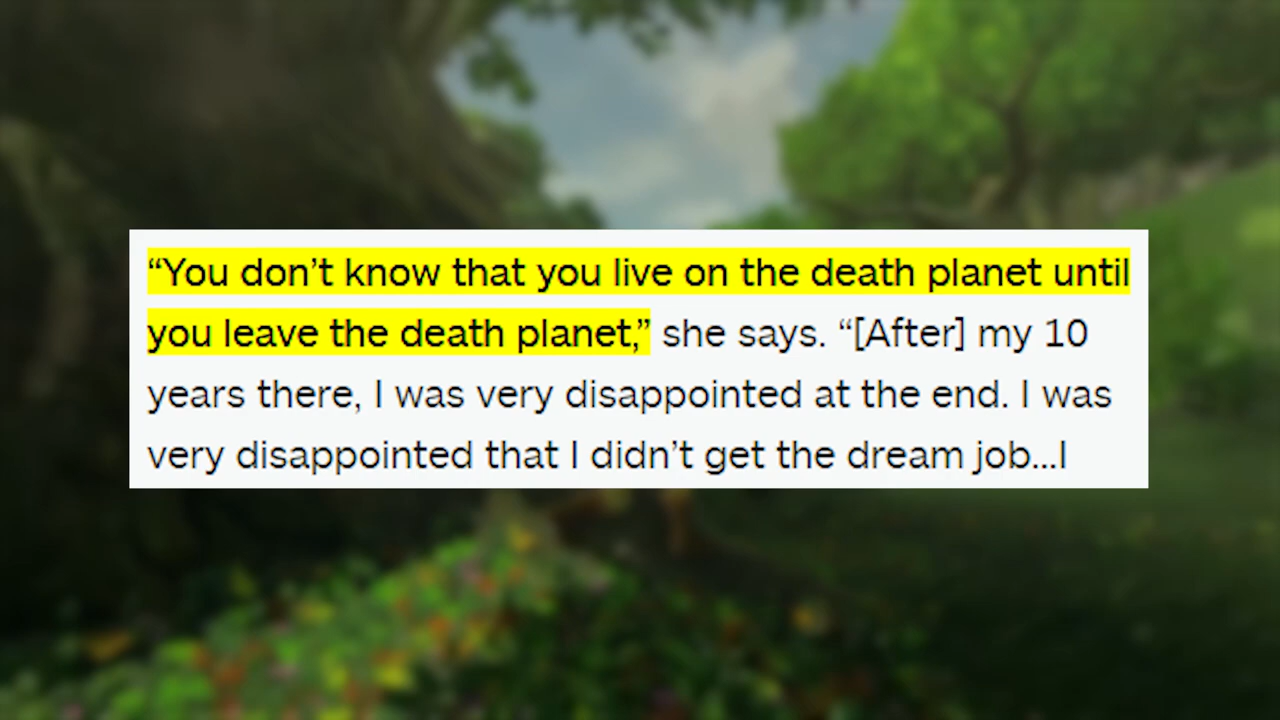 “You don’t know that you live on the death planet until
you leave the death planet,” she says. “[After] my 10
years there, I was very disappointed at the end. I was
very disappointed that I didn’t get the dream job...I